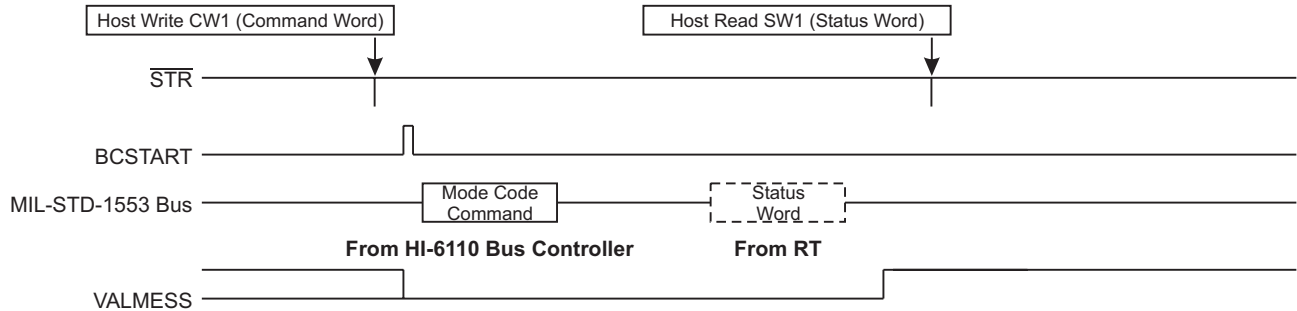 Host Write CW1 (Command Word)
Host Read SW1 (Status Word)
STR
BCSTART
MIL-STD-1553 Bus
Mode Code
Command
Status
Word
From HI-6110 Bus Controller
From RT
VALMESS